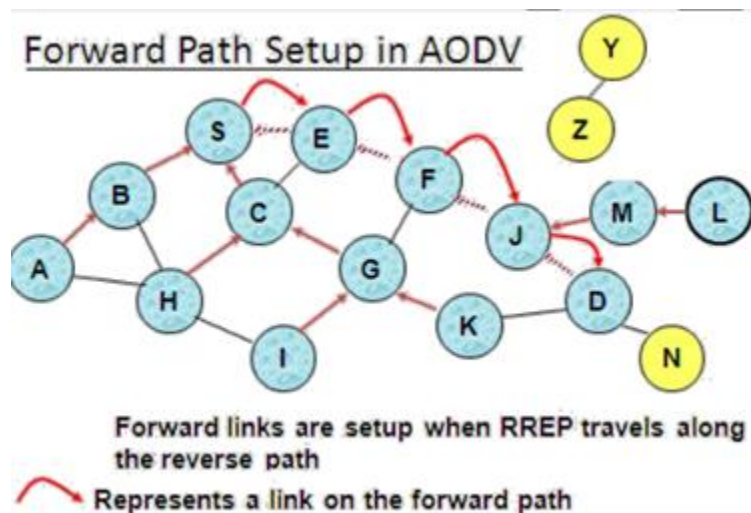 Forward Path Setup in AODV
Y
Z
S
E
B
F
C
M
L
J
A
G
H
D
K
I
N
Forward links are setup when RREP travels along
the reverse path
Represents a link on the forward path